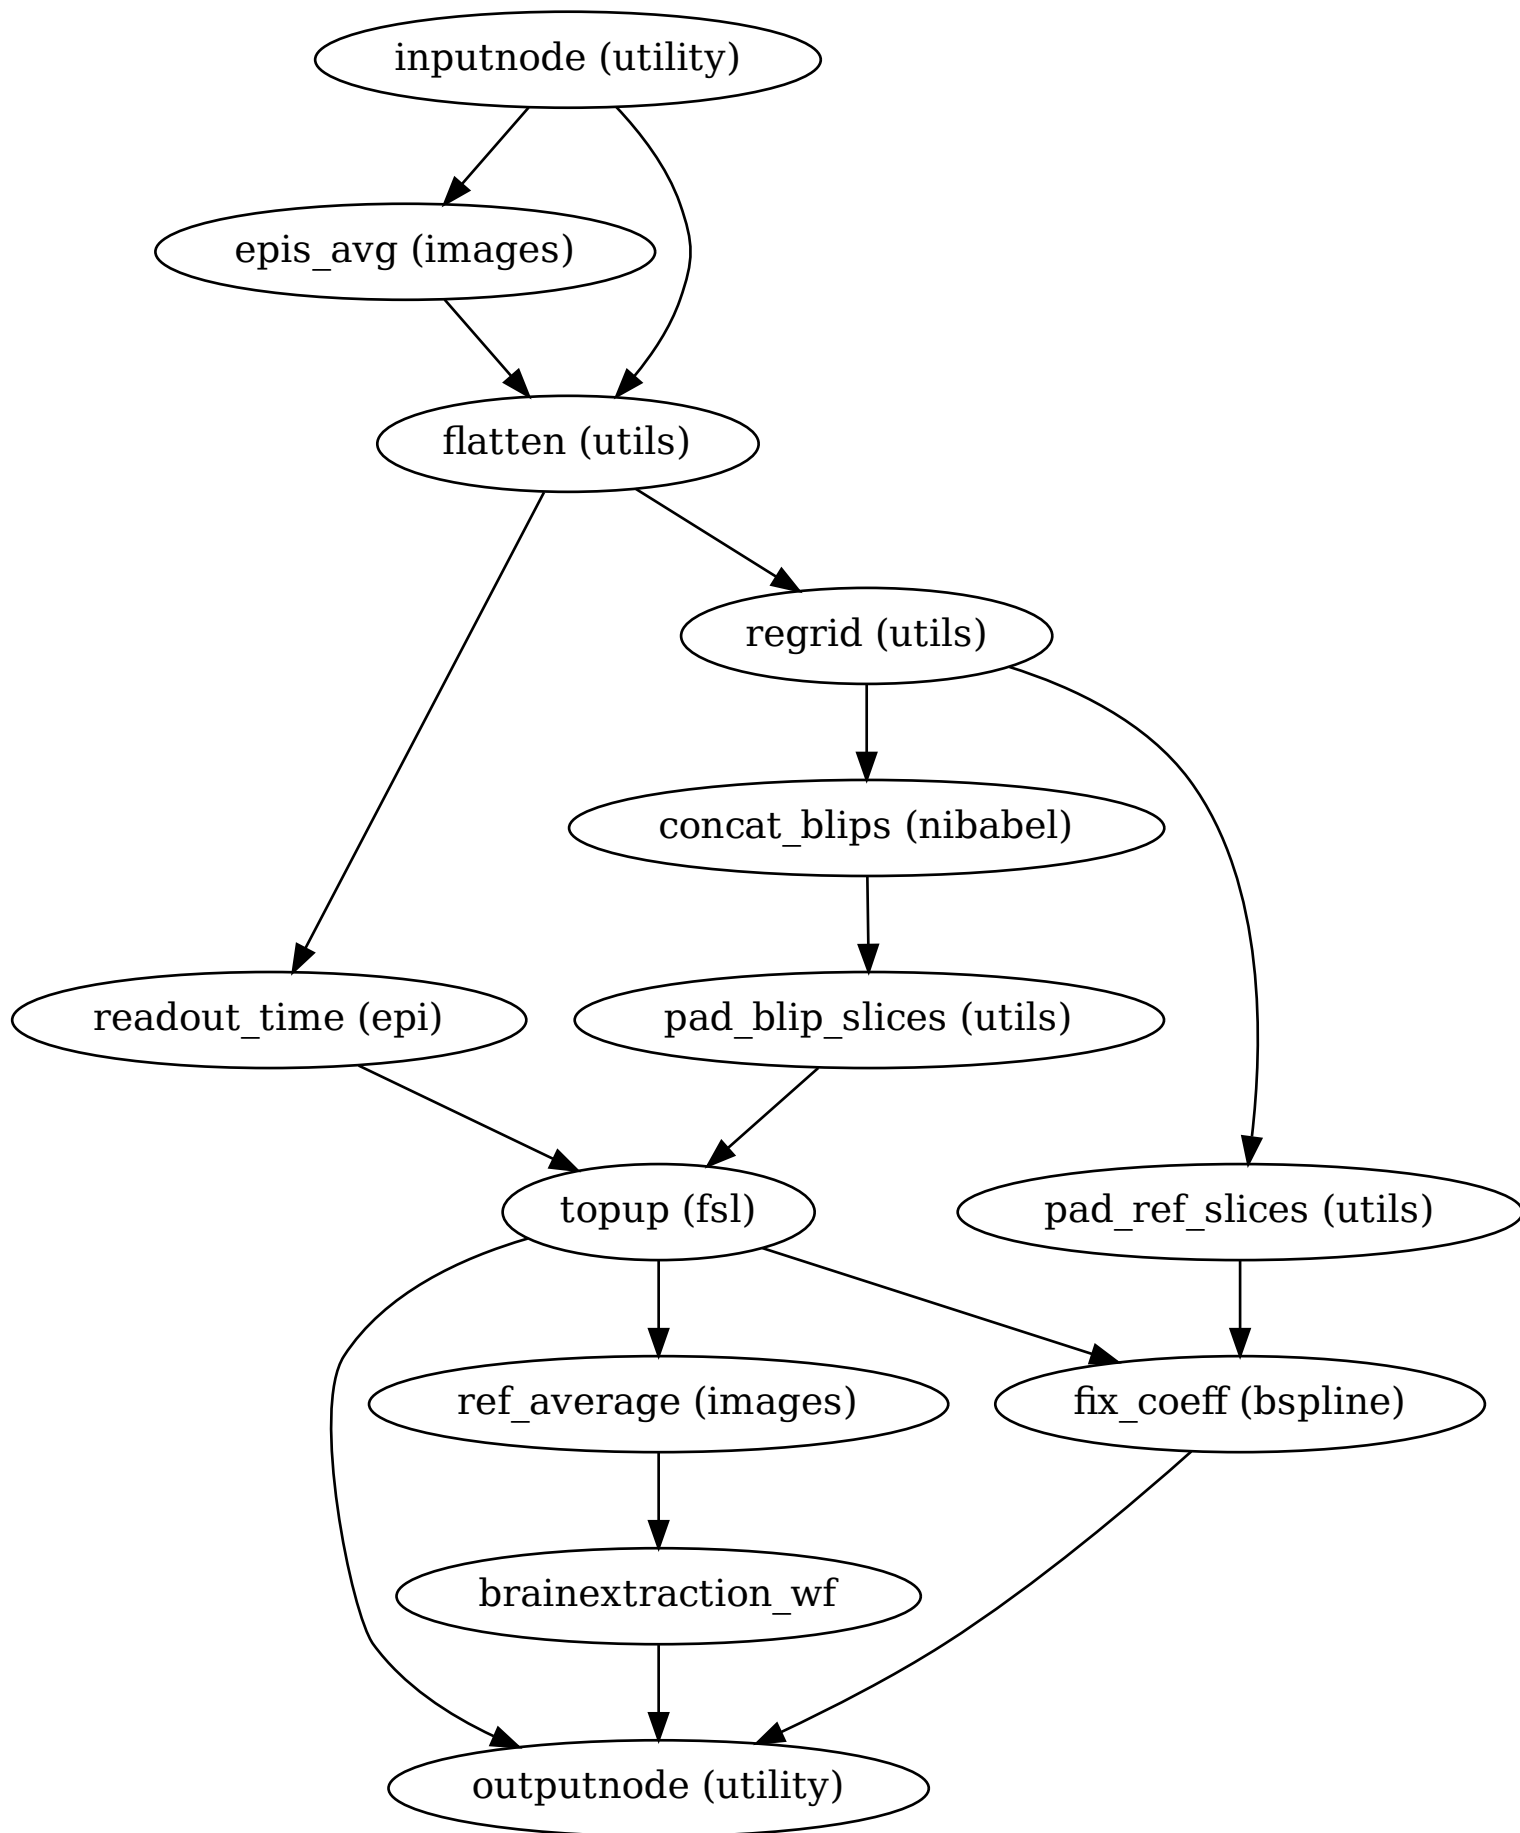 inputnode (utility)
epis_avg (images)
flatten (utils)
regrid (utils)
concat_blips (nibabel)
readout_time (epi)
pad_blip_slices (utils)
topup (fsl)
pad_ref_slices (utils)
ref_average (images)
fix_coeff (bspline)
brainextraction_wf
outputnode (utility)